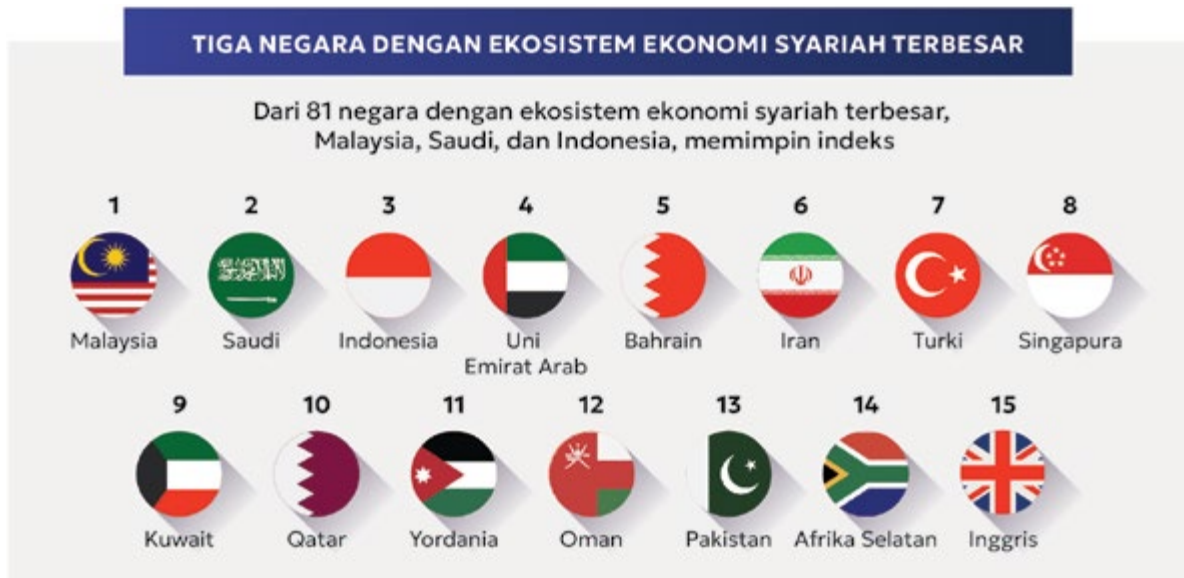 TIGA NEGARA DENGAN EKOSISTEM EKONOMI SYARIAH TERBESAR
Dari 81 negara dengan ekosistem ekonomi syariah terbesar,
Malaysia, Saudi, dan Indonesia, memimpin indeks
1 2 3 4 5 6 7 8
Malaysia Saudi Indonesia Uni Bahrain Iran Turki Singapura
Emirat Arab
9 10 11 12 13 14 15
Kuwait Qatar Yordania Oman Pakistan Afrika Selatan Inggris